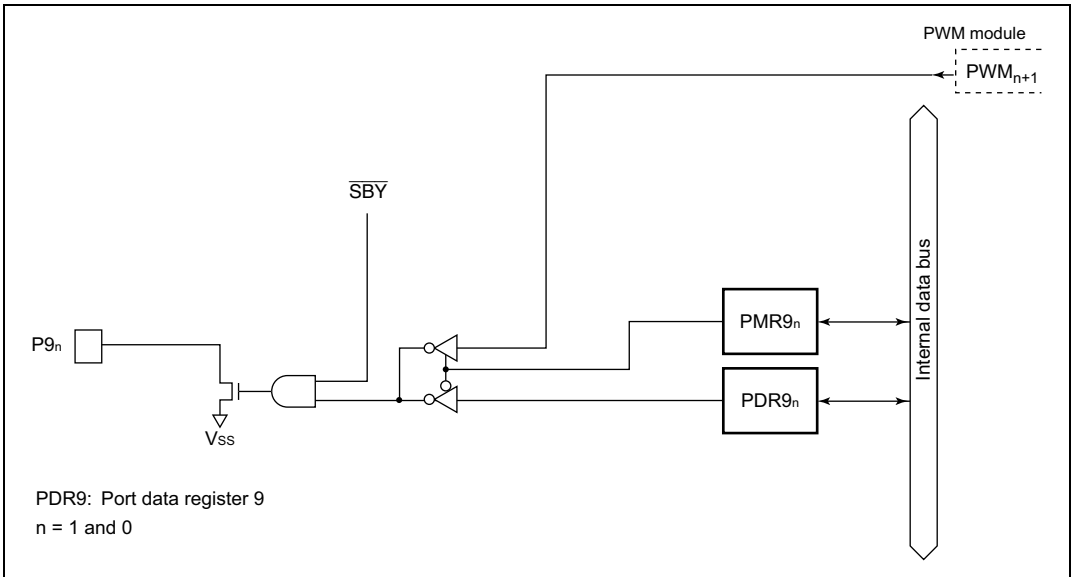 PWM module
PWMn+1
SBY
PMR9n
P9n
PDR9n
VSS
Internal data bus
PDR9: Port data register 9
n = 1 and 0